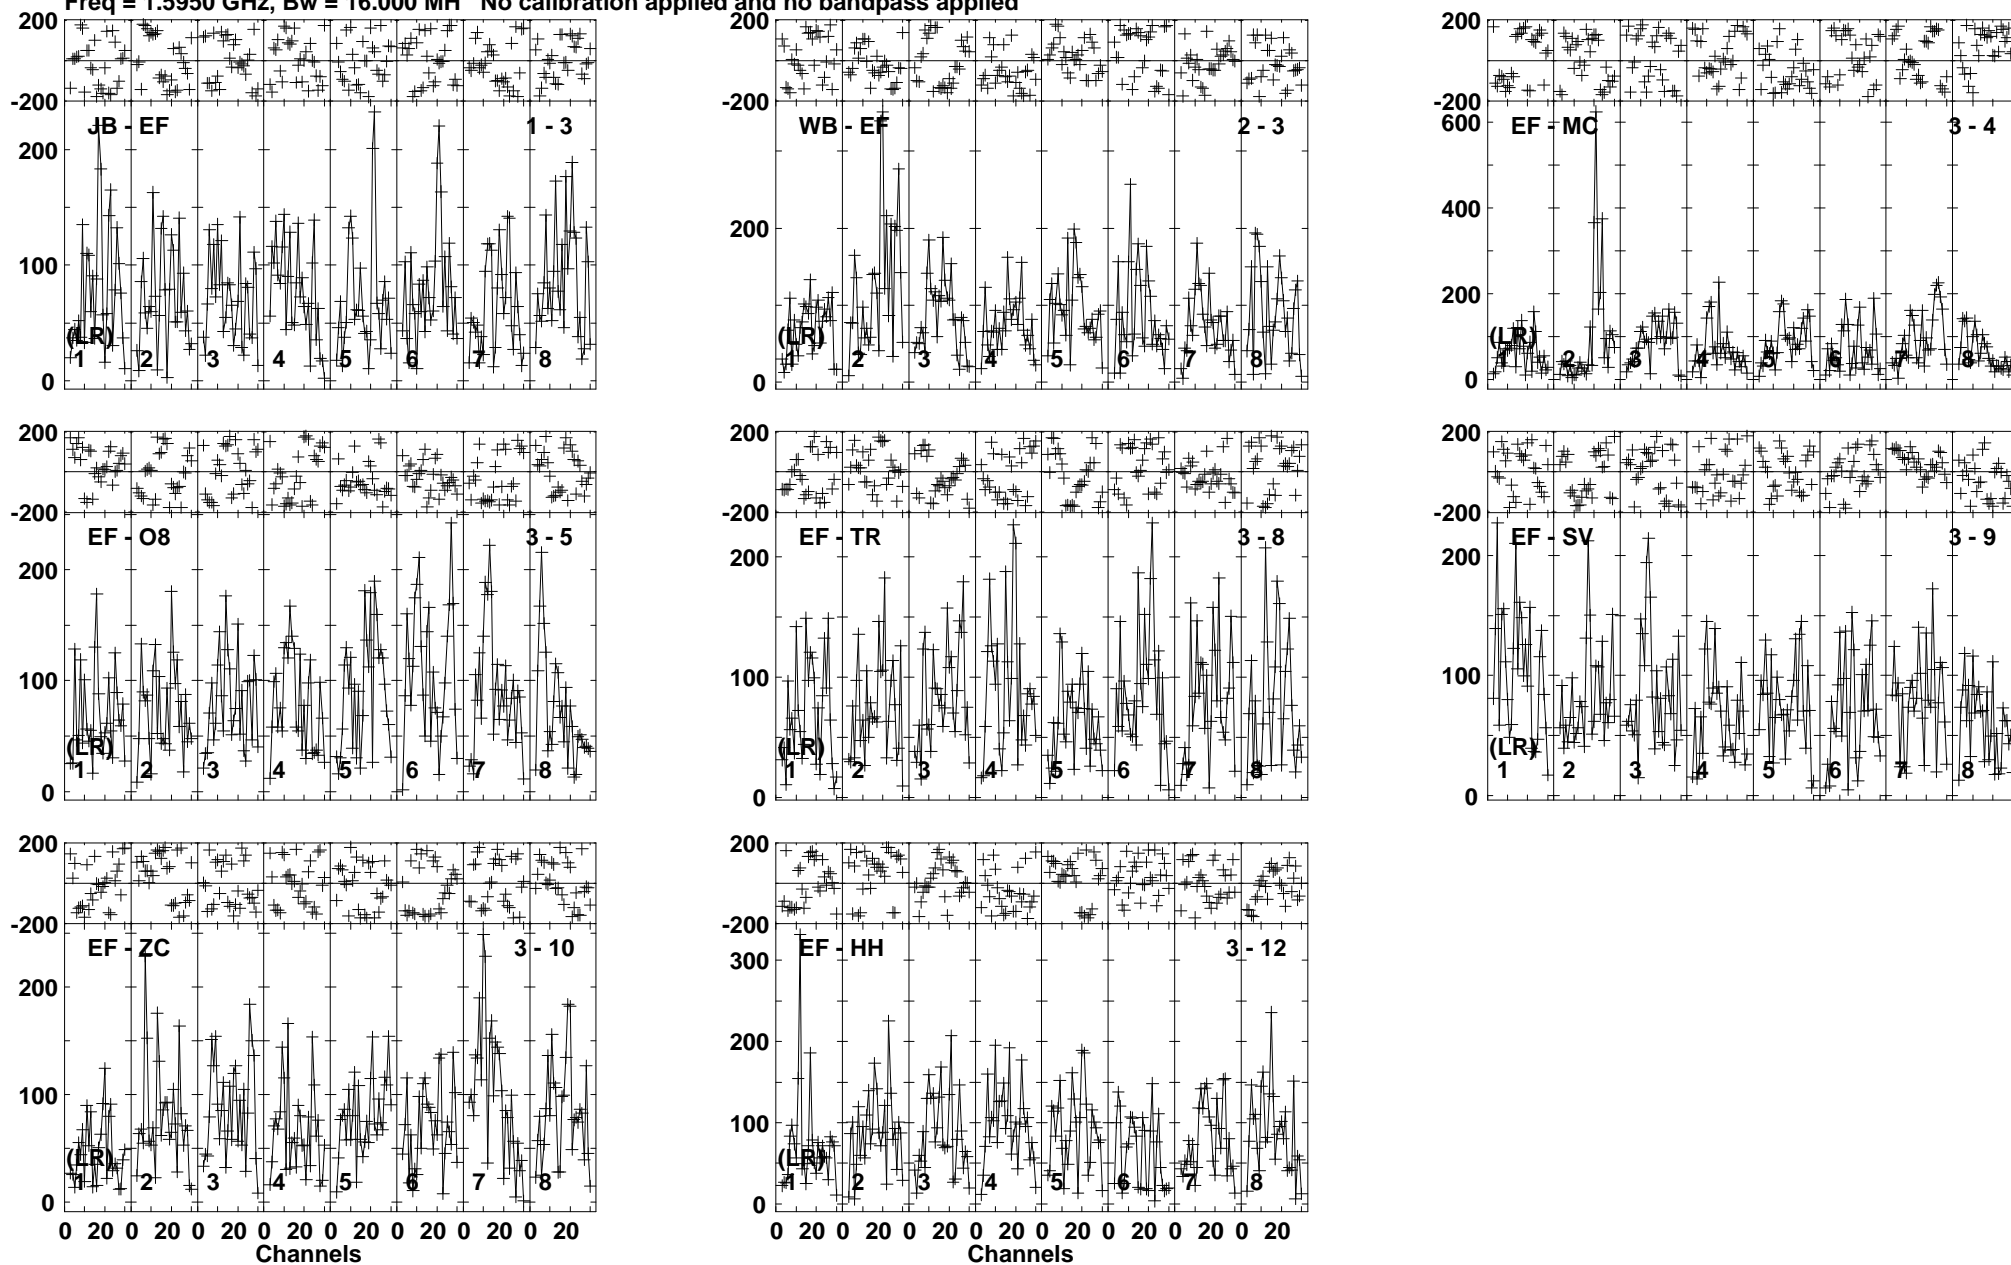 Freq = 1.5950 GHz, Bw = 16.000 MH No calibration applied and no bandpass applied
200 200 200
-200 -200 -200
JB - EF 1 - 3 WB - EF 2 - 3 EF - MC 3 - 4
600
200 400
200
100 200
(LR) (LR) (LR)
1 2 3 4 5 6 7 8 1 2 3 4 5 6 7 8 1 2 3 4 5 6 7 8
0 0 0
200 200 200
-200 -200 -200
EF - O8 3 - 5 EF - TR 3 - 8 EF - SV 3 - 9
200 200 200
100 100 100
(LR) (LR) (LR)
1 2 3 4 5 6 7 8 1 2 3 4 5 6 7 8 1 2 3 4 5 6 7 8
0 0 0
200 200
-200 -200
EF - ZC 3 - 10 EF - HH 3 - 12
300
200 200
100 100
(LR) (LR)
1 2 3 4 5 6 7 8 1 2 3 4 5 6 7 8
0 0
0 20 0 20 0 20 0 20 0 20 0 20 0 20 0 20 0 20 0 20 0 20 0 20 0 20 0 20 0 20 0 20
Channels Channels